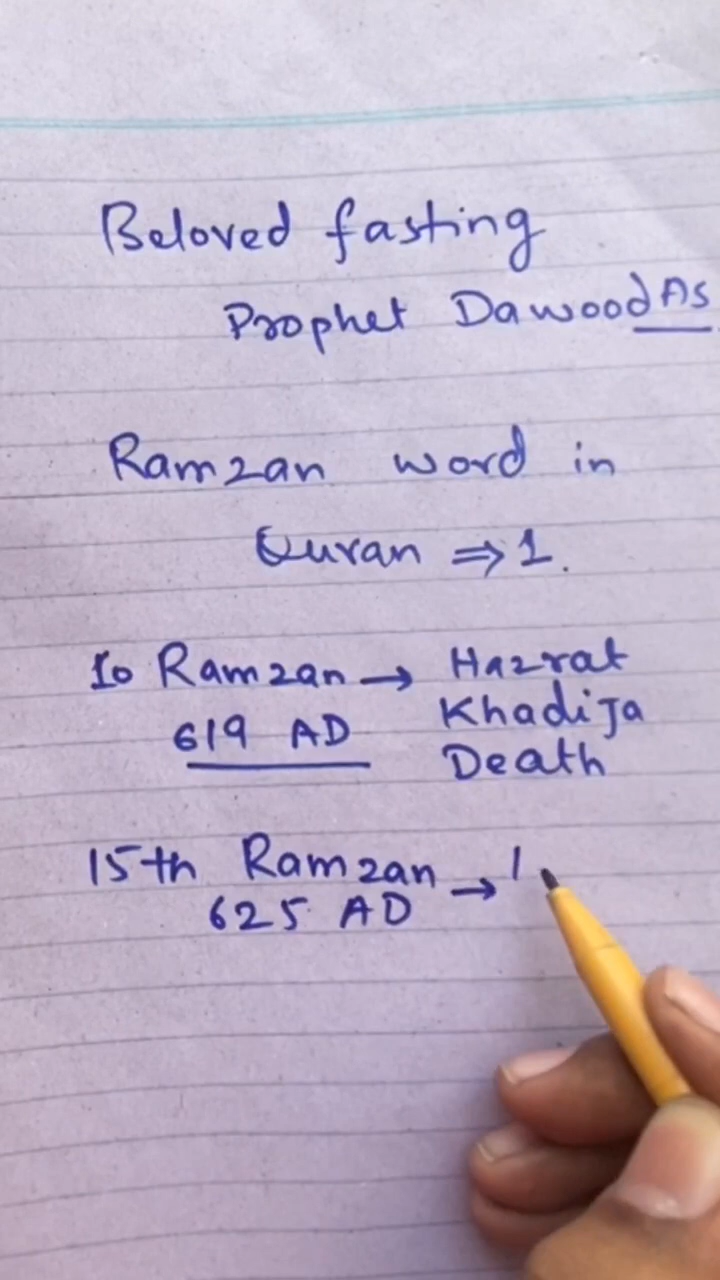 Beloved fasting
Prophet Dawood AS
Ramzan word in
Quran ⇒ 1.
10 Ramzan → Hazrat
619 AD Khadija
Death
15th Ramzan →
625 AD